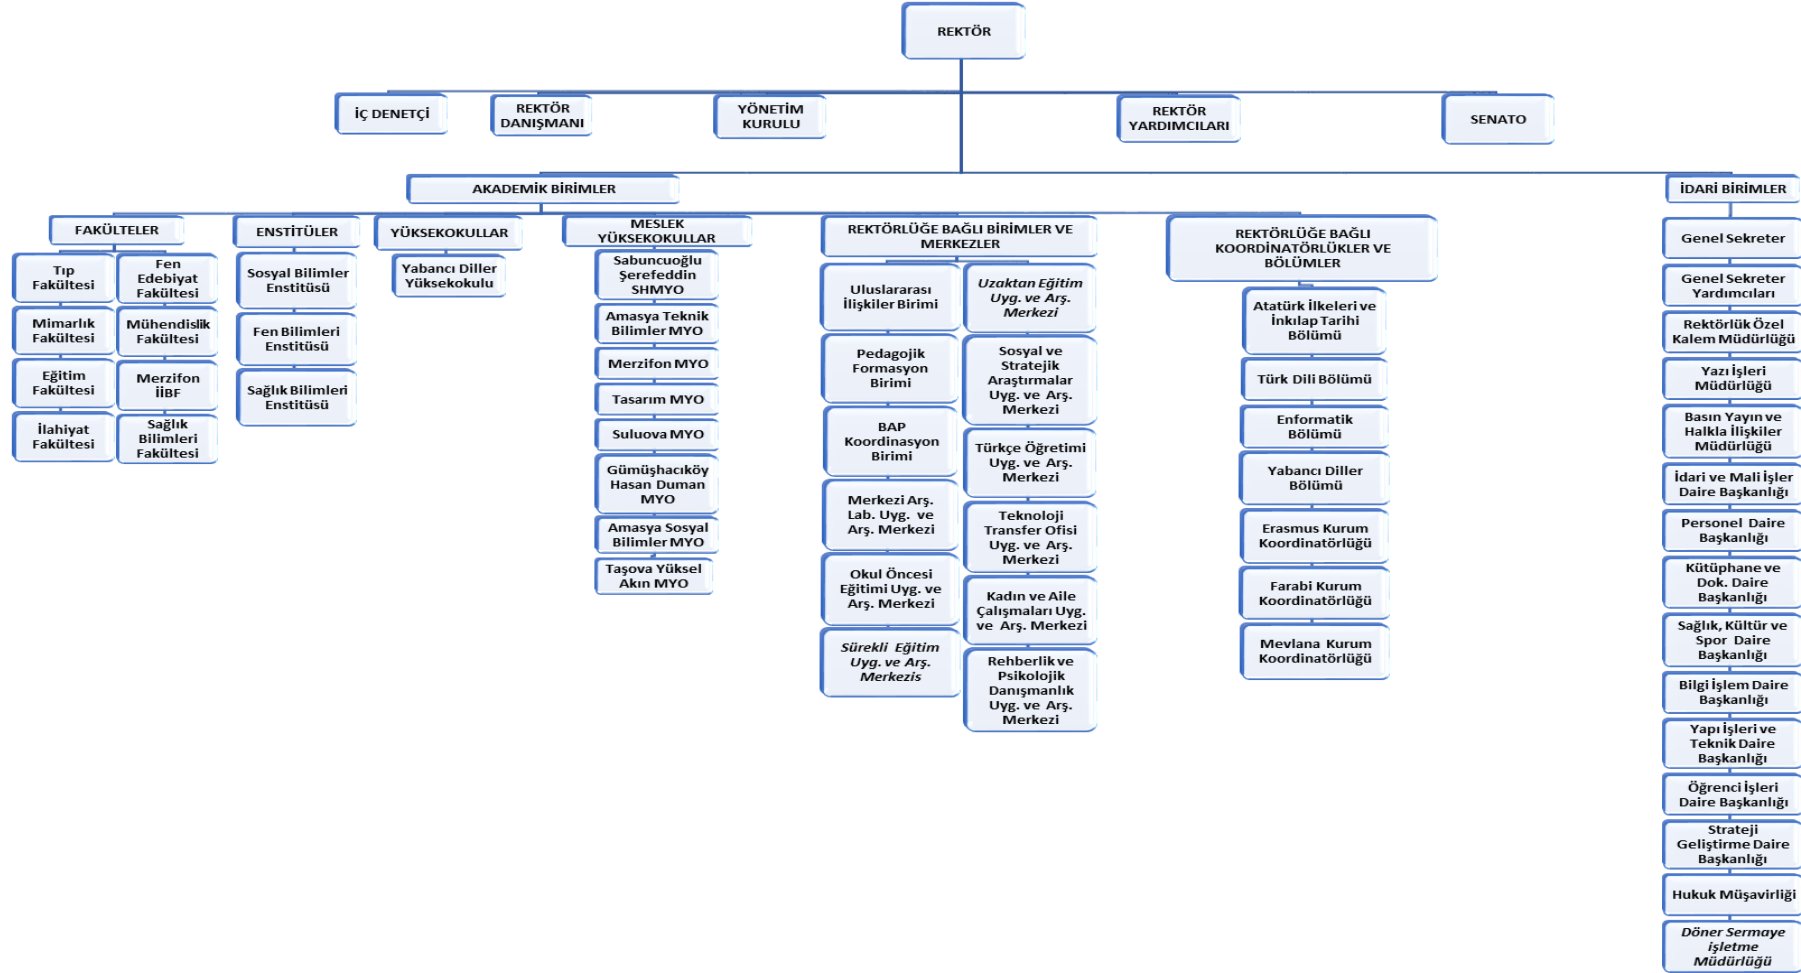 REKTÖR
İÇ DENETÇİ
REKTÖR
DANIŞMANI
YÖNETİM
KURULU
REKTÖR
YARDIMCILARI
SENATO
AKADEMİK BİRİMLER
İDARİ BİRİMLER
FAKÜLTELER
Tıp
Fakültesi
Mimarlık
Fakültesi
Eğitim
Fakültesi
İlahiyat
Fakültesi
Fen
Edebiyat
Fakültesi
Mühendislik
Fakültesi
Merzifon
İİBF
Sağlık
Bilimleri
Fakültesi
ENSTİTÜLER
Sosyal Bilimler
Enstitüsü
Fen Bilimleri
Enstitüsü
Sağlık Bilimleri
Enstitüsü
YÜKSEKOKULLAR
Yabancı Diller
Yüksekokulu
MESLEK
YÜKSEKOKULLAR
Sabuncuoğlu
Şerefeddin
SHMYO
Amasya Teknik
Bilimler MYO
Merzifon MYO
Tasarım MYO
Suluova MYO
Gümüşhacıköy
Hasan Duman
MYO
Amasya Sosyal
Bilimler MYO
Taşova Yüksel
Akın MYO
REKTÖRLÜĞE BAĞLI BİRİMLER VE
MERKEZLER
Uluslararası
İlişkiler Birimi
Pedagojik
Formasyon
Birimi
BAP
Koordinasyon
Birimi
Merkezi Arş.
Lab. Uyg. ve
Arş. Merkezi
Okul Öncesi
Eğitimi Uyg. ve
Arş. Merkezi
Sürekli Eğitim
Uyg. ve Arş.
Merkezis
Uzaktan Eğitim
Uyg. ve Arş.
Merkezi
Sosyal ve
Stratejik
Araştırmalar
Uyg. ve Arş.
Merkezi
Türkçe Öğretimi
Uyg. ve Arş.
Merkezi
Teknoloji
Transfer Ofisi
Uyg. ve Arş.
Merkezi
Kadın ve Aile
Çalışmaları Uyg.
ve Arş. Merkezi
Rehberlik ve
Psikolojik
Danışmanlık
Uyg. ve Arş.
Merkezi
REKTÖRLÜĞE BAĞLI
KOORDİNATÖRLÜKLER VE
BÖLÜMLER
Atatürk İlkeleri ve
İnkılap Tarihi
Bölümü
Türk Dili Bölümü
Enformatik
Bölümü
Yabancı Diller
Bölümü
Erasmus Kurum
Koordinatörlüğü
Farabi Kurum
Koordinatörlüğü
Mevlana Kurum
Koordinatörlüğü
Genel Sekreter
Genel Sekreter
Yardımcıları
Rektörlük Özel
Kalem Müdürlüğü
Yazı İşleri
Müdürlüğü
Basın Yayın ve
Halkla İlişkiler
Müdürlüğü
İdari ve Mali İşler
Daire Başkanlığı
Personel Daire
Başkanlığı
Kütüphane ve
Dok. Daire
Başkanlığı
Sağlık, Kültür ve
Spor Daire
Başkanlığı
Bilgi İşlem Daire
Başkanlığı
Yapı İşleri ve
Teknik Daire
Başkanlığı
Öğrenci İşleri
Daire Başkanlığı
Strateji
Geliştirme Daire
Başkanlığı
Hukuk Müşavirliği
Döner Sermaye
işletme
Müdürlüğü